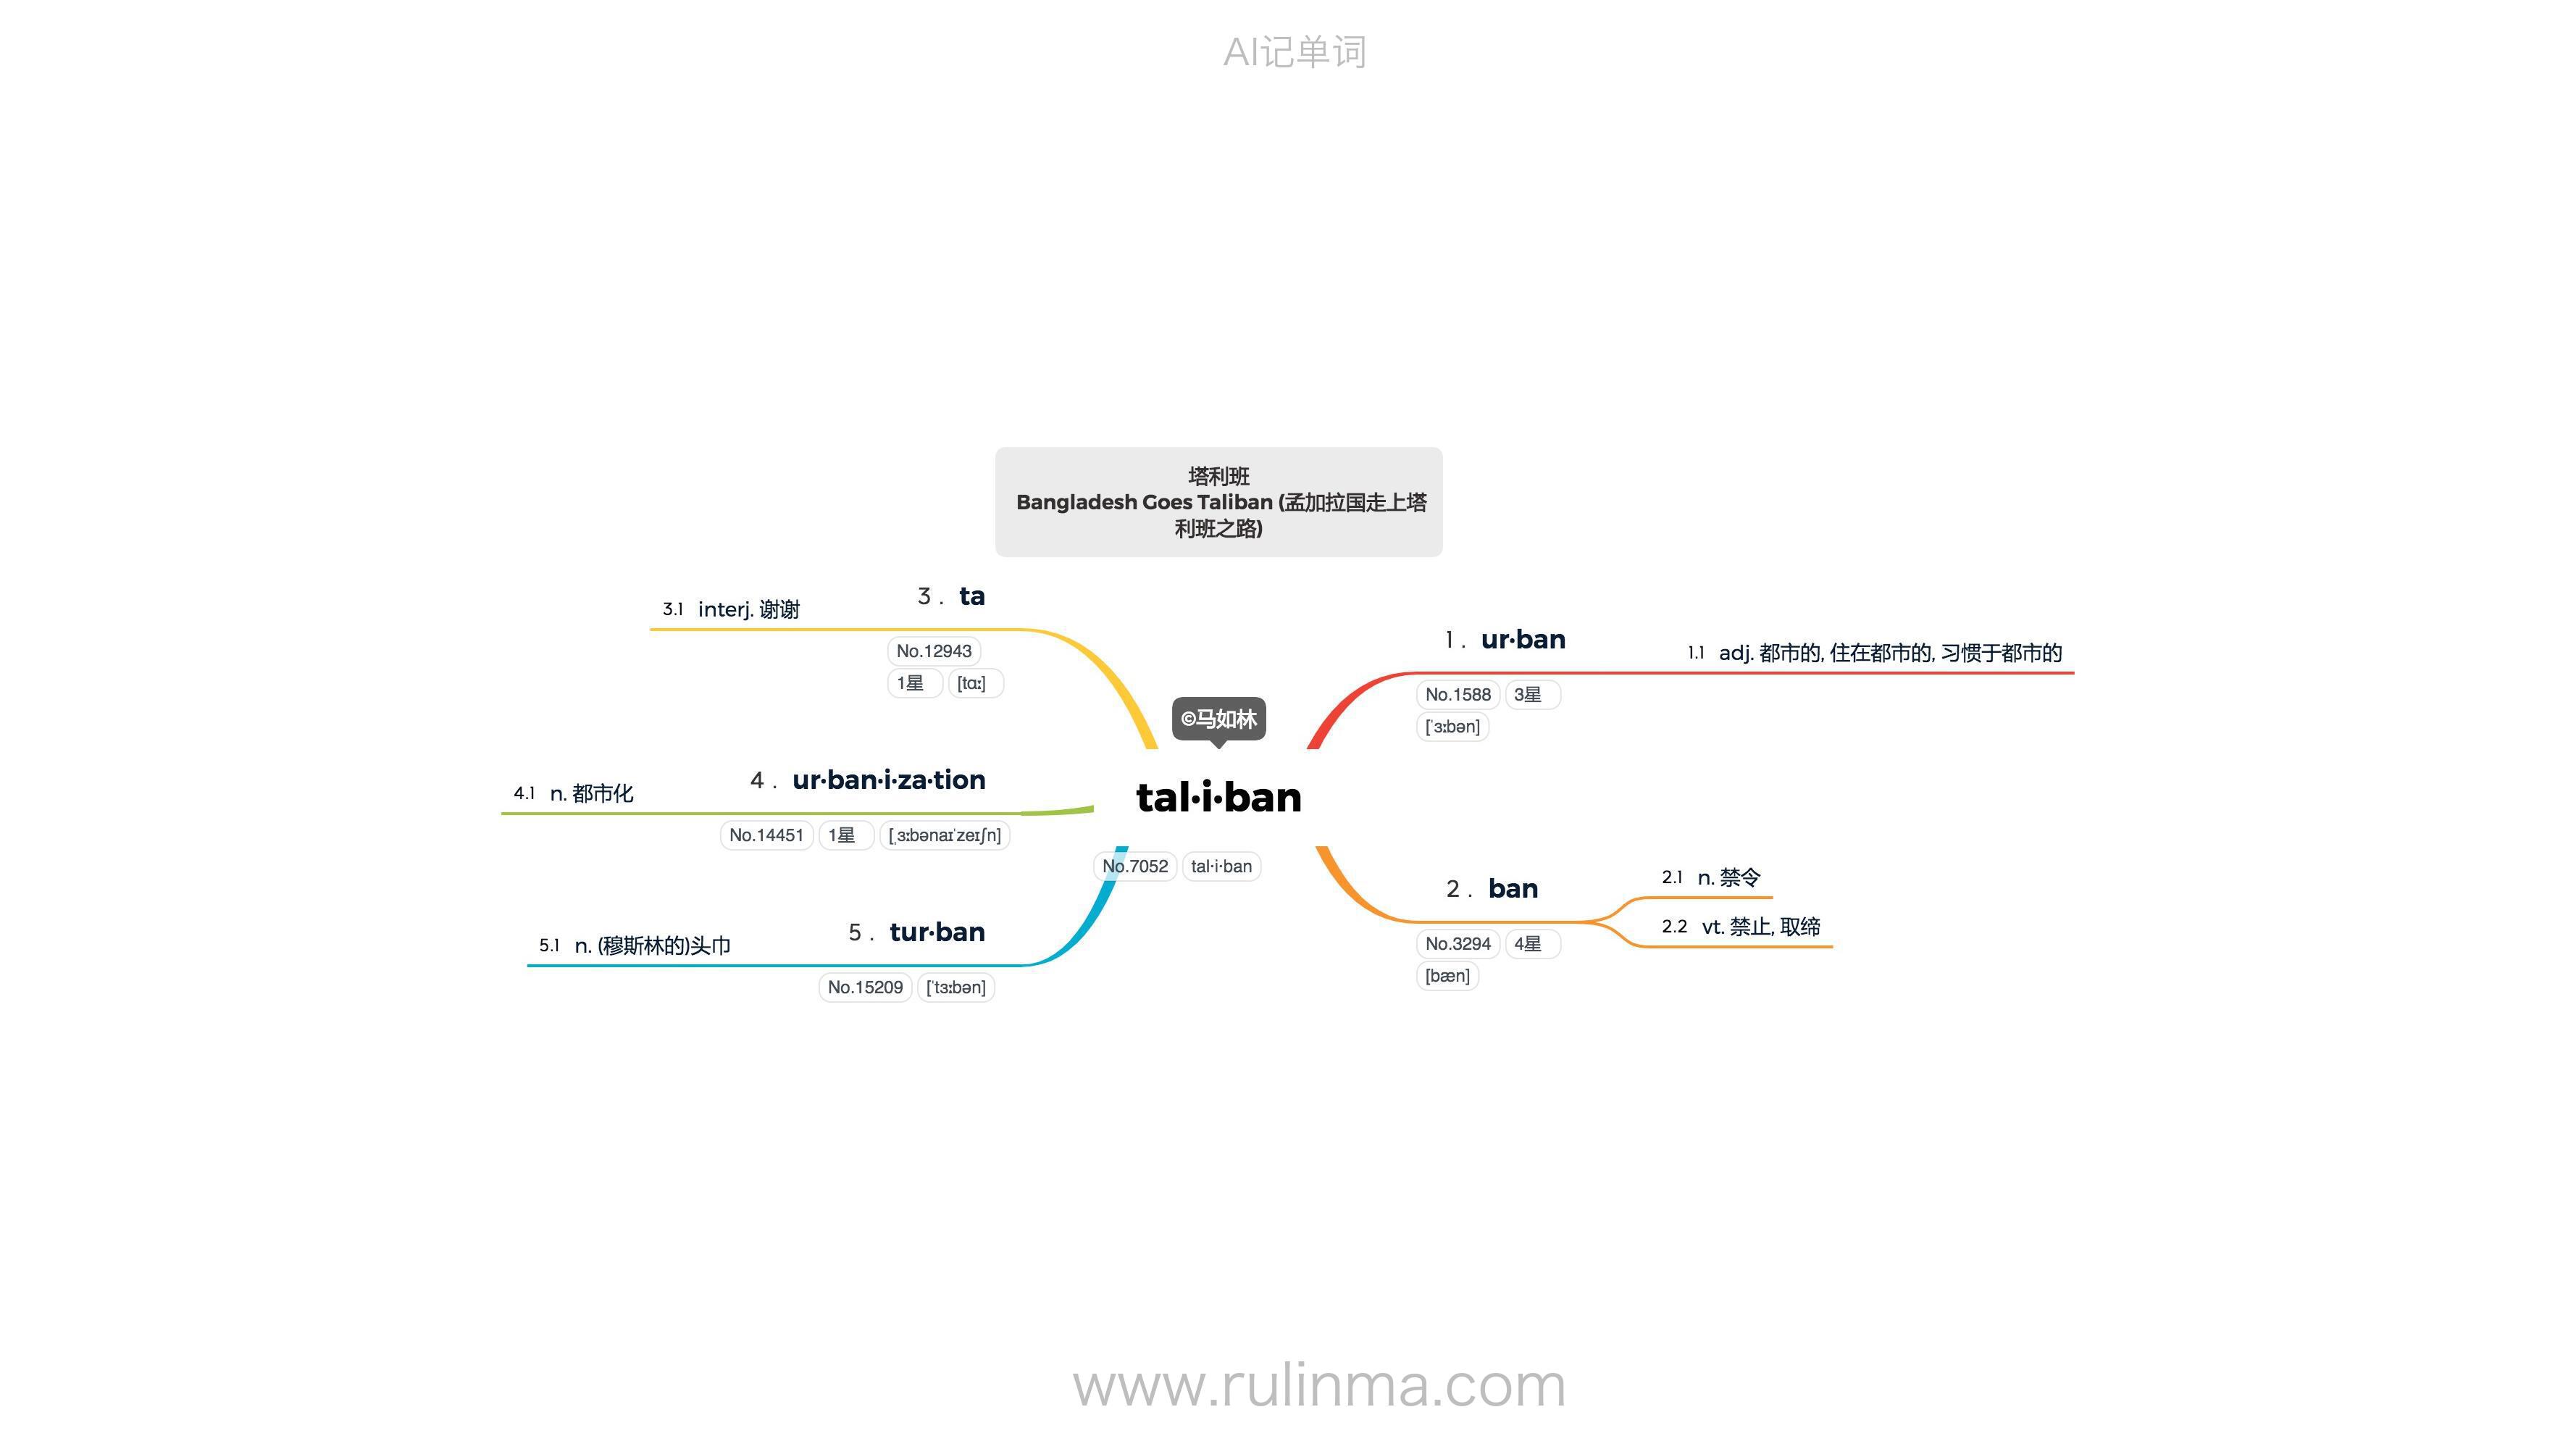 AI记单词
塔利班
Bangladesh Goes Taliban (孟加拉国走上塔
利班之路)
©马如林
tal·i·ban
No.7052 tal·i·ban
1. ur·ban
No.1588 3星
[ˈɜːbən]
1.1 adj. 都市的, 住在都市的, 习惯于都市的
2. ban
No.3294 4星
[bæn]
2.1 n. 禁令
2.2 vt. 禁止, 取缔
3. ta
No.12943
1星 [tɑː]
3.1 interj. 谢谢
4. ur·ban·i·za·tion
No.14451 1星 [ˌɜːbənaɪˈzeɪʃn]
4.1 n. 都市化
5. tur·ban
No.15209 [ˈtɜːbən]
5.1 n. (穆斯林的)头巾
www.rulinma.com